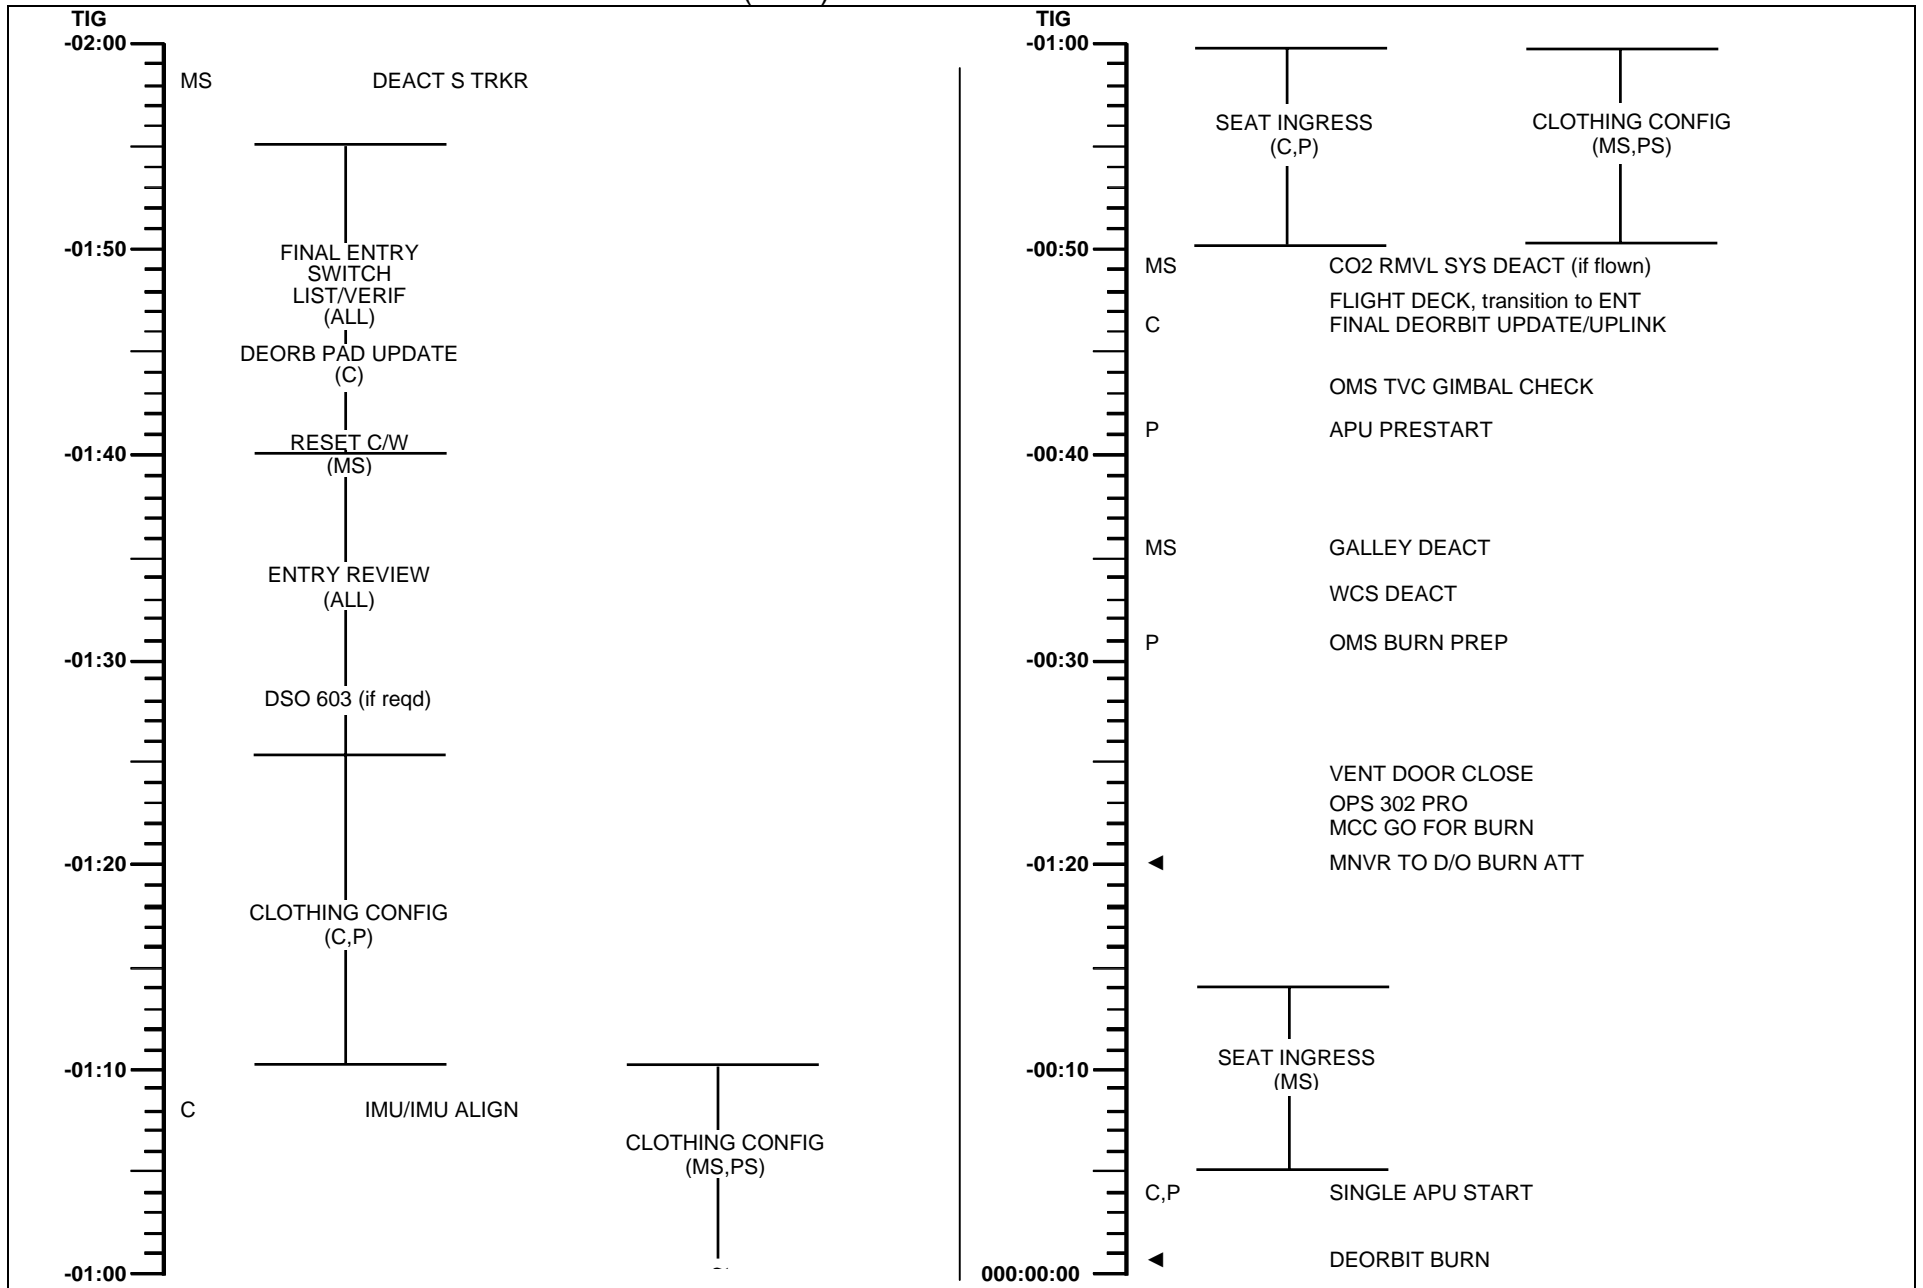 TIG
-02:00
MS DEACT S TRKR
-01:50
FINAL ENTRY
SWITCH
LIST/VERIF
(ALL)
DEORB PAD UPDATE
(C)
RESET C/W
-01:40
(MS)
ENTRY REVIEW
(ALL)
-01:30
DSO 603 (if reqd)
-01:20
CLOTHING CONFIG
(C,P)
-01:10
C IMU/IMU ALIGN
CLOTHING CONFIG
(MS,PS)
-01:00
TIG
-01:00
SEAT INGRESS
(C,P)
CLOTHING CONFIG
(MS,PS)
-00:50
MS CO2 RMVL SYS DEACT (if flown)
FLIGHT DECK, transition to ENT
C FINAL DEORBIT UPDATE/UPLINK
OMS TVC GIMBAL CHECK
P APU PRESTART
-00:40
MS GALLEY DEACT
WCS DEACT
P OMS BURN PREP
-00:30
VENT DOOR CLOSE
OPS 302 PRO
MCC GO FOR BURN
-01:20 ◄ MNVR TO D/O BURN ATT
SEAT INGRESS
-00:10
(MS)
C,P SINGLE APU START
◄ DEORBIT BURN
000:00:00